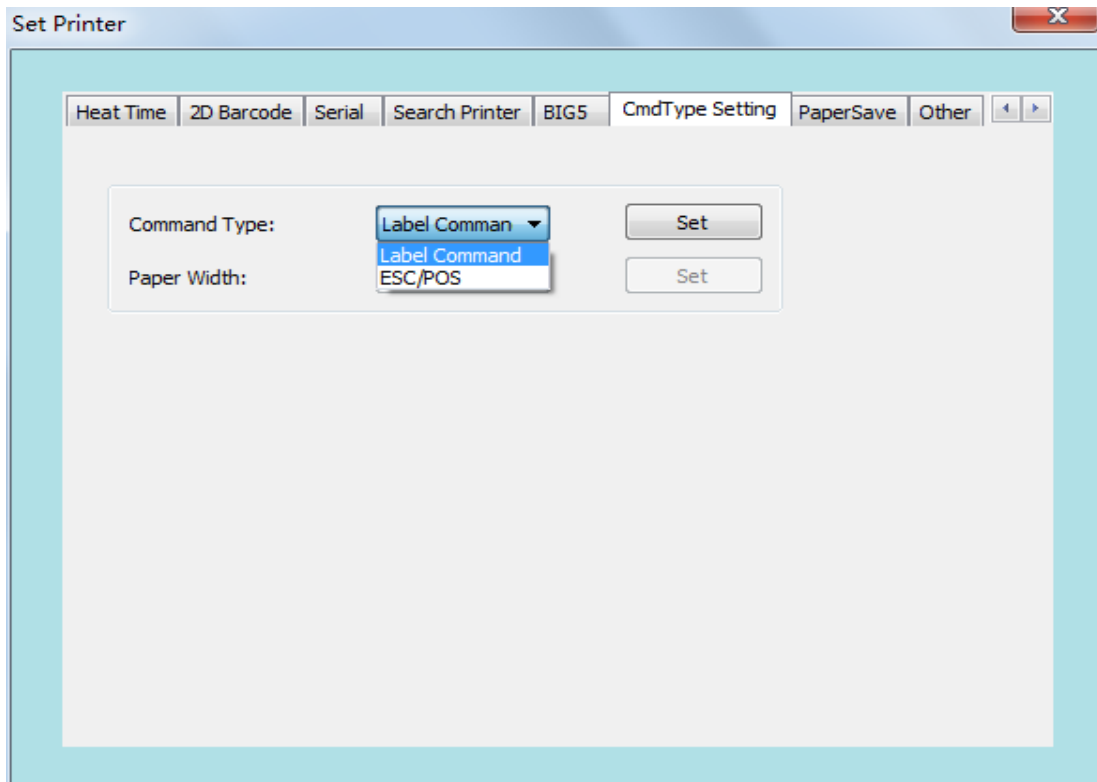 Set Printer
Heat Time 2D Barcode Serial Search Printer BIG5 CmdType Setting PaperSave Other
Command Type: Label Comman Set
Label Command
Paper Width: ESC/POS Set